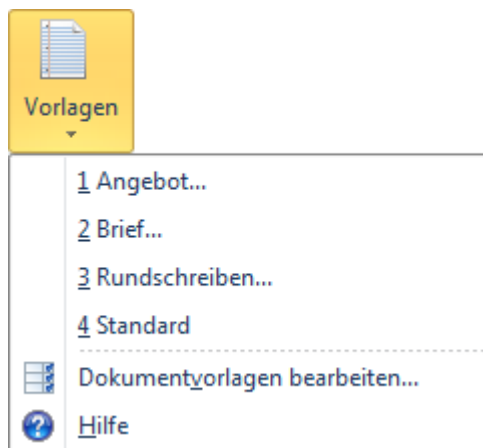 Vorlagen
1 Angebot...
2 Brief...
3 Rundschreiben...
4 Standard
Dokumentvorlagen bearbeiten...
Hilfe